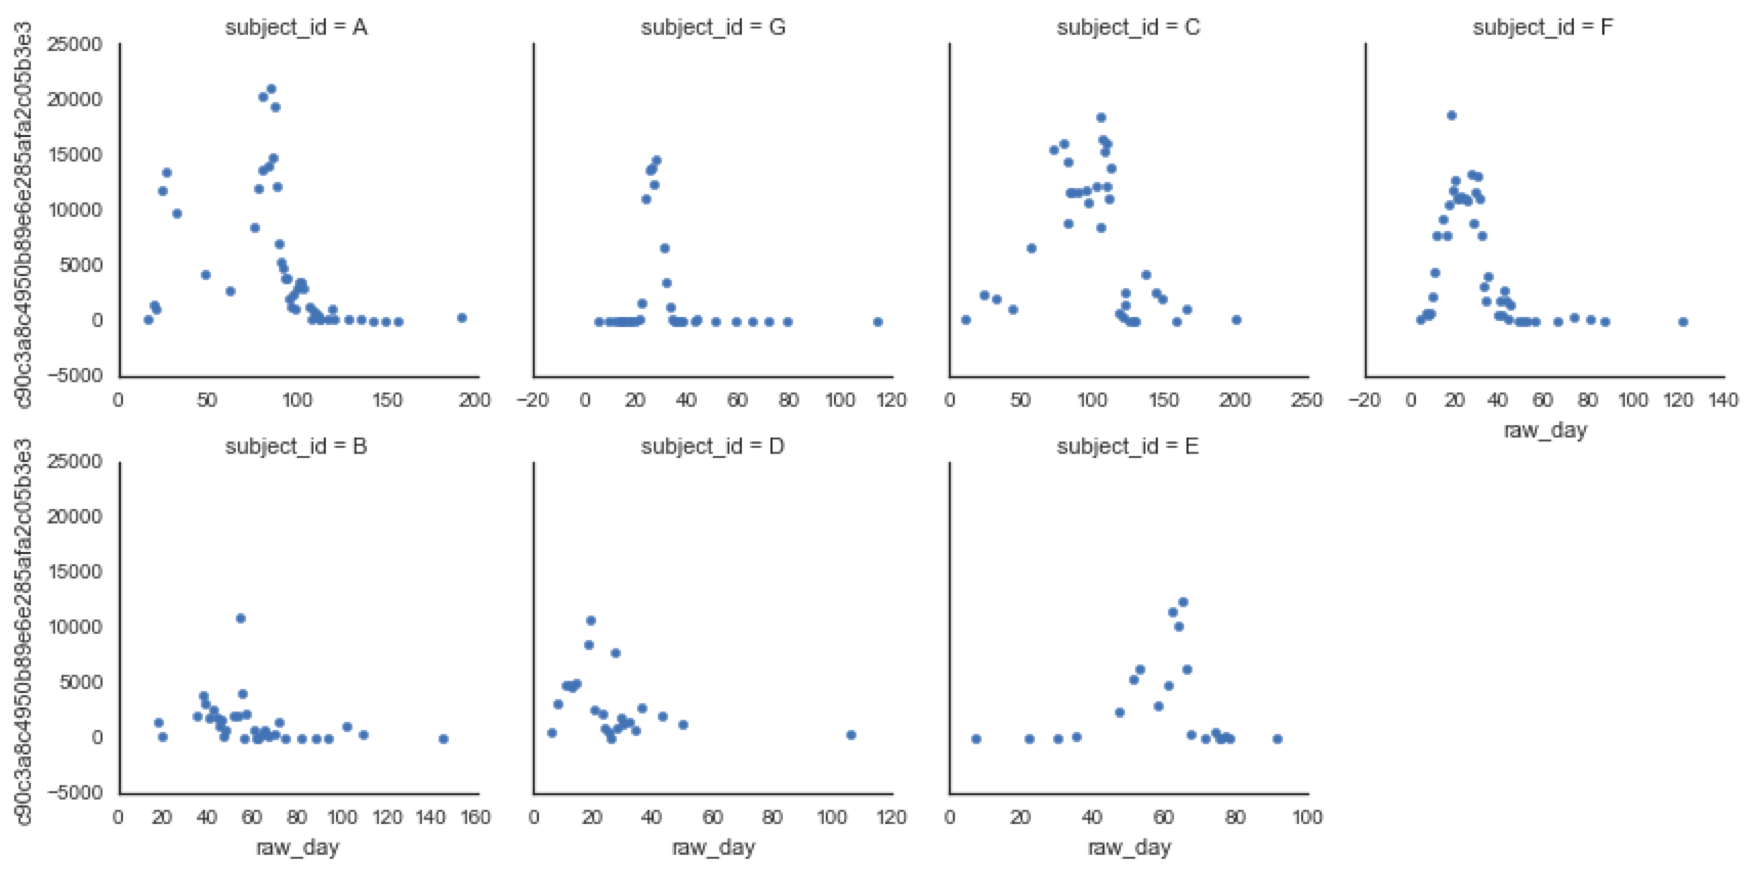 subject_id = A
subject_id = G
subject_id = C
subject_id = F
c90c3a8c4950b89e6e285afa2c05b3e3
25000
20000
15000
10000
5000
0
−5000
0 50 100 150 200
−20 0 20 40 60 80 100 120
0 50 100 150 200 250
−20 0 20 40 60 80 100 120 140
raw_day
subject_id = B
subject_id = D
subject_id = E
c90c3a8c4950b89e6e285afa2c05b3e3
25000
20000
15000
10000
5000
0
−5000
0 20 40 60 80 100 120 140 160
0 20 40 60 80 100 120
0 20 40 60 80 100
raw_day
raw_day
raw_day